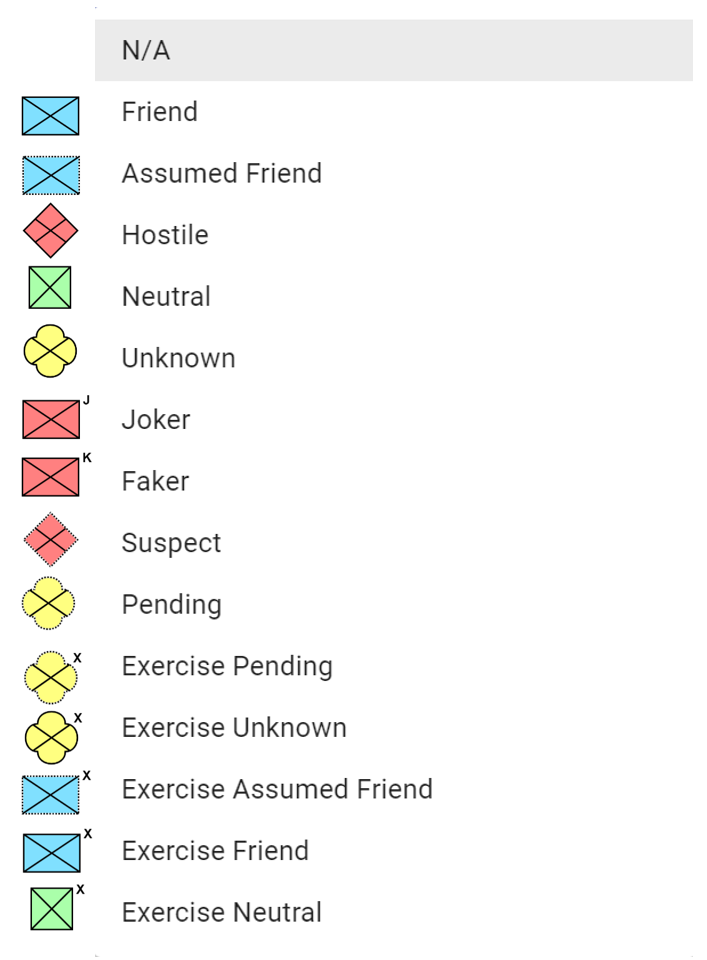 N/A
Friend
Assumed Friend
Hostile
Neutral
Unknown
J Joker
K Faker
Suspect
Pending
X Exercise Pending
X Exercise Unknown
X Exercise Assumed Friend
X Exercise Friend
X Exercise Neutral